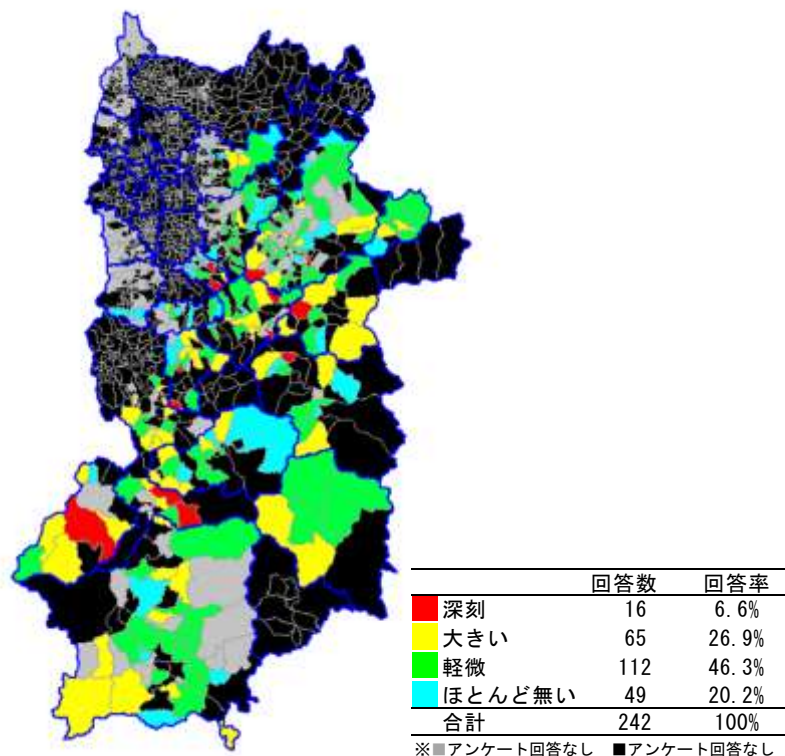 回答数 回答率
深刻 16 6.6%
大きい 65 26.9%
軽微 112 46.3%
ほとんど無い 49 20.2%
合計 242 100%
※■アンケート回答なし ■アンケート回答なし